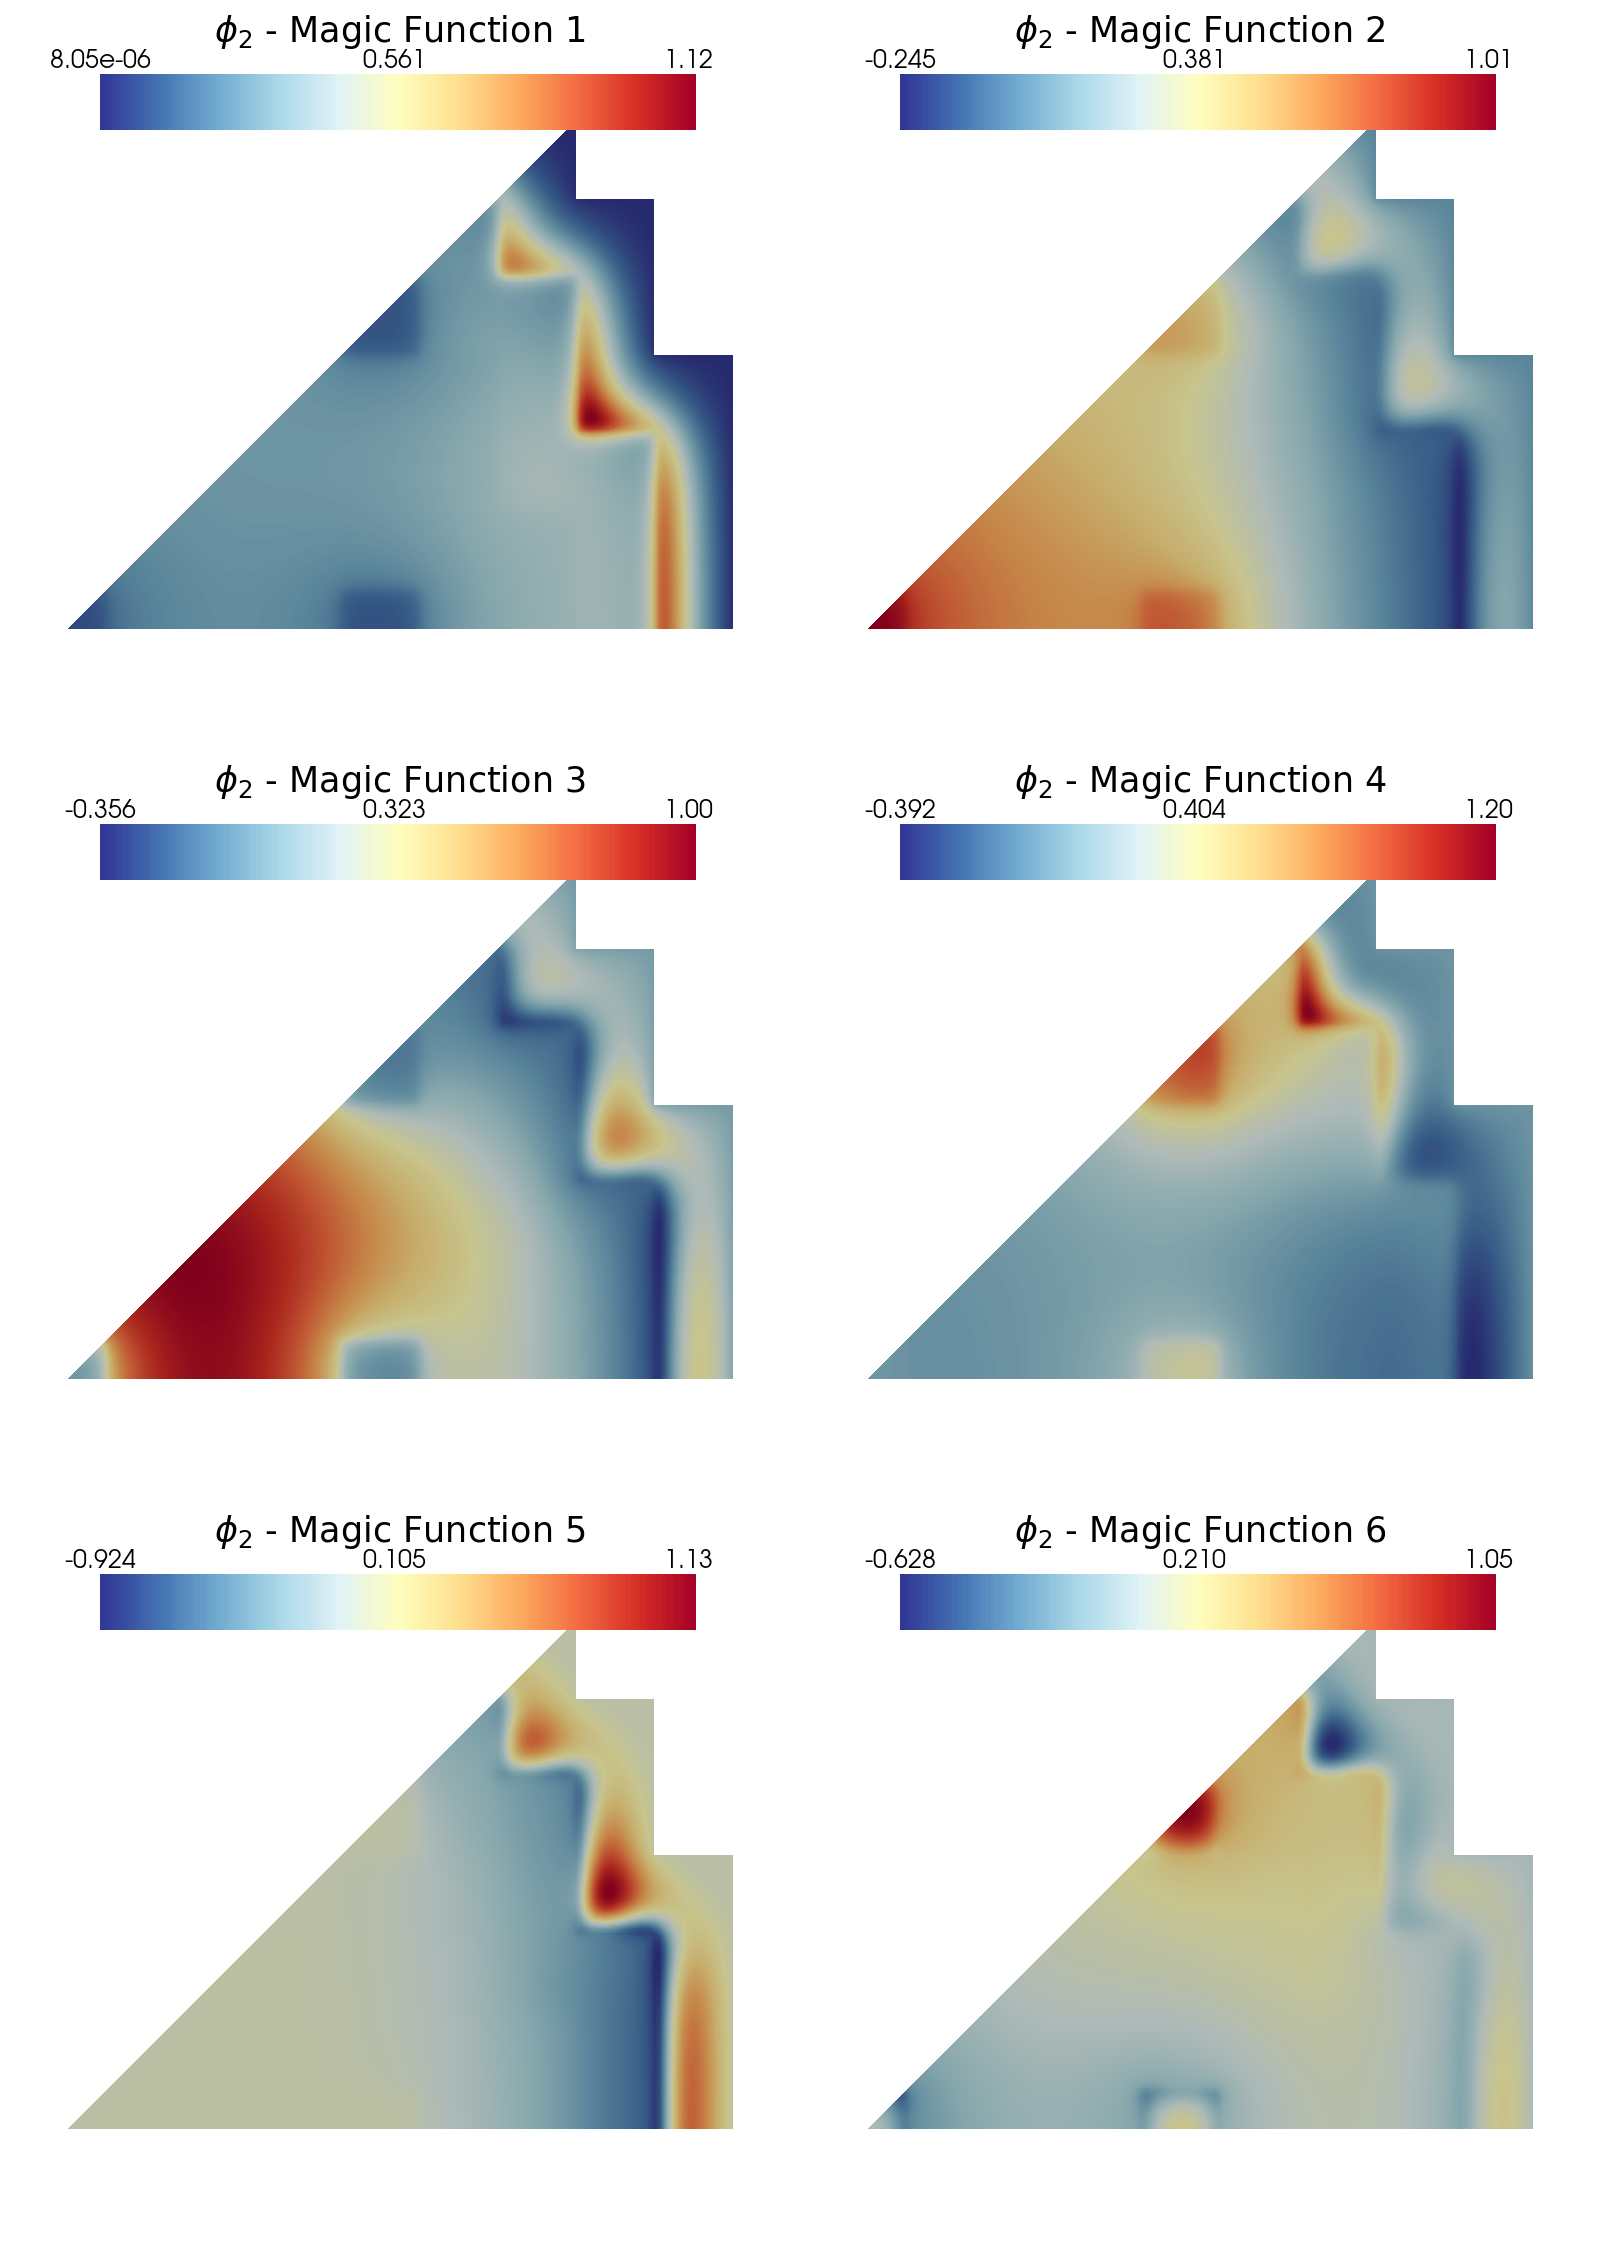 ϕ₂ - Magic Function 1
8.05e-06 0.561 1.12
ϕ₂ - Magic Function 2
-0.245 0.381 1.01
ϕ₂ - Magic Function 3
-0.356 0.323 1.00
ϕ₂ - Magic Function 4
-0.392 0.404 1.20
ϕ₂ - Magic Function 5
-0.924 0.105 1.13
ϕ₂ - Magic Function 6
-0.628 0.210 1.05